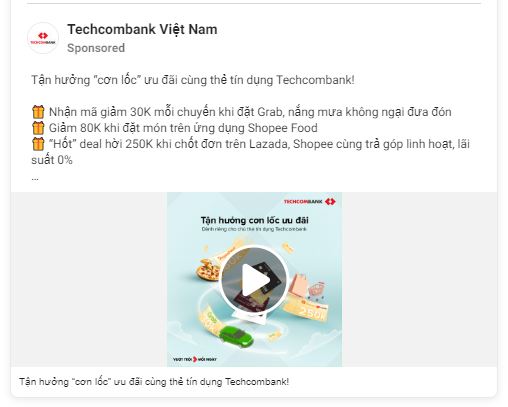 TECHCOMBANK
Techcombank Việt Nam
Sponsored
Tận hưởng “cơn lốc” ưu đãi cùng thẻ tín dụng Techcombank!
Nhận mã giảm 30K mỗi chuyến khi đặt Grab, nắng mưa không ngại đưa đón
Giảm 80K khi đặt món trên ứng dụng Shopee Food
“Hốt” deal hời 250K khi chốt đơn trên Lazada, Shopee cùng trả góp linh hoạt, lãi
suất 0%
...
TECHCOMBANK
Tận hưởng cơn lốc ưu đãi
Dành riêng cho chủ thẻ tín dụng Techcombank
250K
VƯỢT TRỘI MỖI NGÀY
Tận hưởng “cơn lốc” ưu đãi cùng thẻ tín dụng Techcombank!